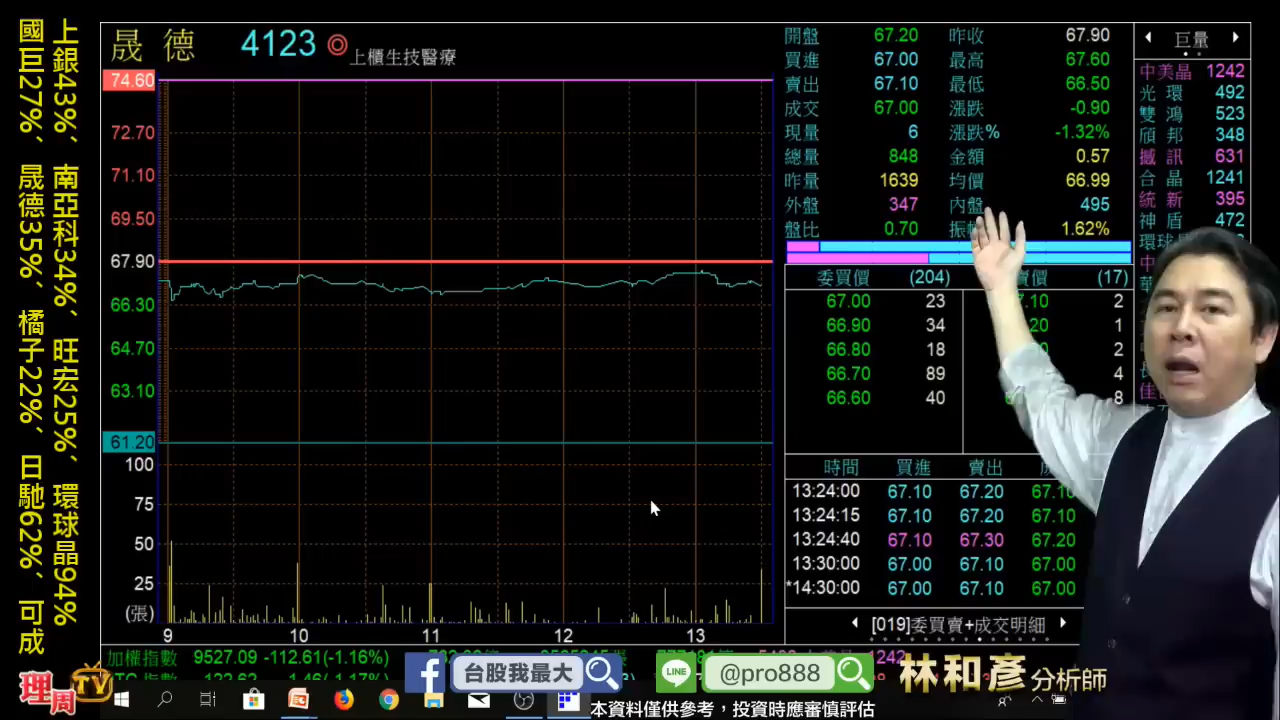 上銀43%、南亞科34%、旺宏25%、環球晶94%
國巨27%、晟德35%、橘子22%、日馳62%、可成
晟德 4123 ◎上櫃生技醫療
74.60
72.70
71.10
69.50
67.90
66.30
64.70
63.10
61.20
100
75
50
25
(張)
9 10 11 12 13
開盤 67.20 昨收 67.90
買進 67.00 最高 67.60
賣出 67.10 最低 66.50
成交 67.00 漲跌 -0.90
現量 6 漲跌% -1.32%
總量 848 金額 0.57
昨量 1639 均價 66.99
外盤 347 內盤 495
盤比 0.70 1.62%
委買價 (204) 賣價 (17)
67.00 23 2
66.90 34 1
66.80 18 2
66.70 89 4
66.60 40 8
時間 買進 賣出
13:24:00 67.10 67.20 67.10
13:24:15 67.10 67.20 67.10
13:24:40 67.10 67.30 67.20
13:30:00 67.10 67.10 67.00
*14:30:00 67.00 67.10 67.00
[019]委買賣+成交明細
巨量
中美晶 1242
光環 492
雙鴻 523
頎邦 348
撼訊 631
合晶 1241
統新 395
神盾 472
加權指數 9527.09 -112.61(-1.16%)
理周TV
台股我最大
LINE
@pro888
林和彥 分析師
本資料僅供參考，投資時應審慎評估